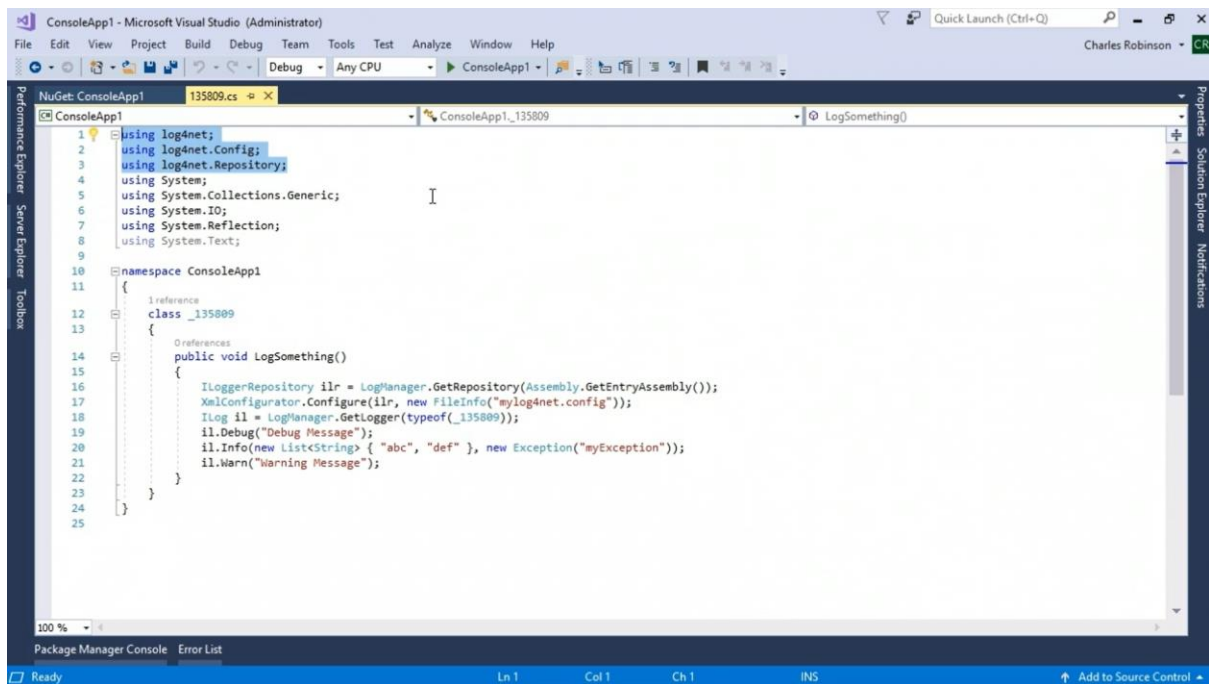 ConsoleApp1 - Microsoft Visual Studio (Administrator)
Quick Launch (Ctrl+Q)
File Edit View Project Build Debug Team Tools Test Analyze Window Help
Charles Robinson
CR
Debug
Any CPU
ConsoleApp1
Performance Explorer
Server Explorer
Toolbox
NuGet: ConsoleApp1
135809.cs
ConsoleApp1
ConsoleApp1._135809
LogSomething()
1 using log4net;
2 using log4net.Config;
3 using log4net.Repository;
4 using System;
5 using System.Collections.Generic;
6 using System.IO;
7 using System.Reflection;
8 using System.Text;
9
10 namespace ConsoleApp1
11 {
1 reference
12 class _135809
13 {
0 references
14 public void LogSomething()
15 {
16 ILoggerRepository ilr = LogManager.GetRepository(Assembly.GetEntryAssembly());
17 XmlConfigurator.Configure(ilr, new FileInfo("mylog4net.config"));
18 ILog il = LogManager.GetLogger(typeof(_135809));
19 il.Debug("Debug Message");
20 il.Info(new List<String> { "abc", "def" }, new Exception("myException"));
21 il.Warn("Warning Message");
22 }
23 }
24 }
25
Properties
Solution Explorer
Notifications
100 %
Package Manager Console Error List
Ready
Ln 1 Col 1 Ch 1 INS
Add to Source Control